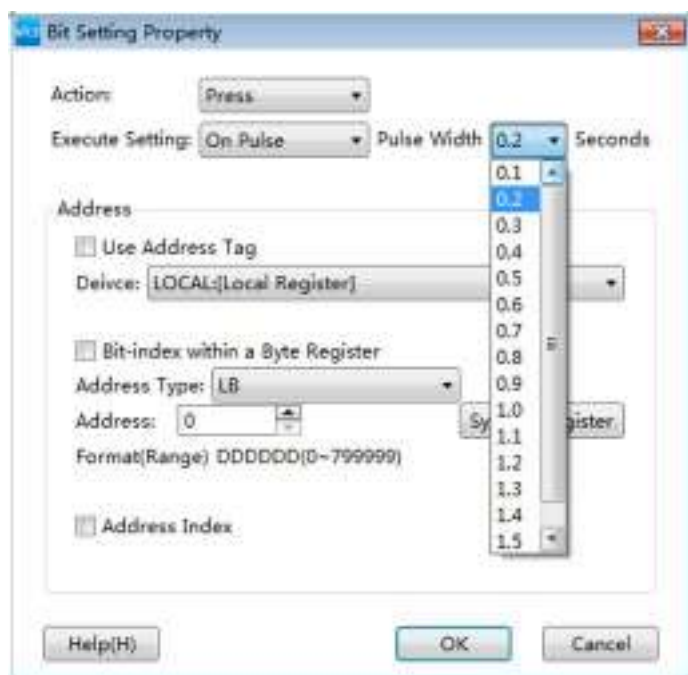 Bit Setting Property
Action: Press
Execute Setting: On Pulse Pulse Width 0.2 Seconds
0.1
0.2
0.3
0.4
0.5
0.6
0.7
0.8
0.9
1.0
1.1
1.2
1.3
1.4
1.5
Address
Use Address Tag
Deivce: LOCAL:[Local Register]
Bit-index within a Byte Register
Address Type: LB
Address: 0
Sy gister
Format(Range) DDDDDD(0~799999)
Address Index
Help(H) OK Cancel